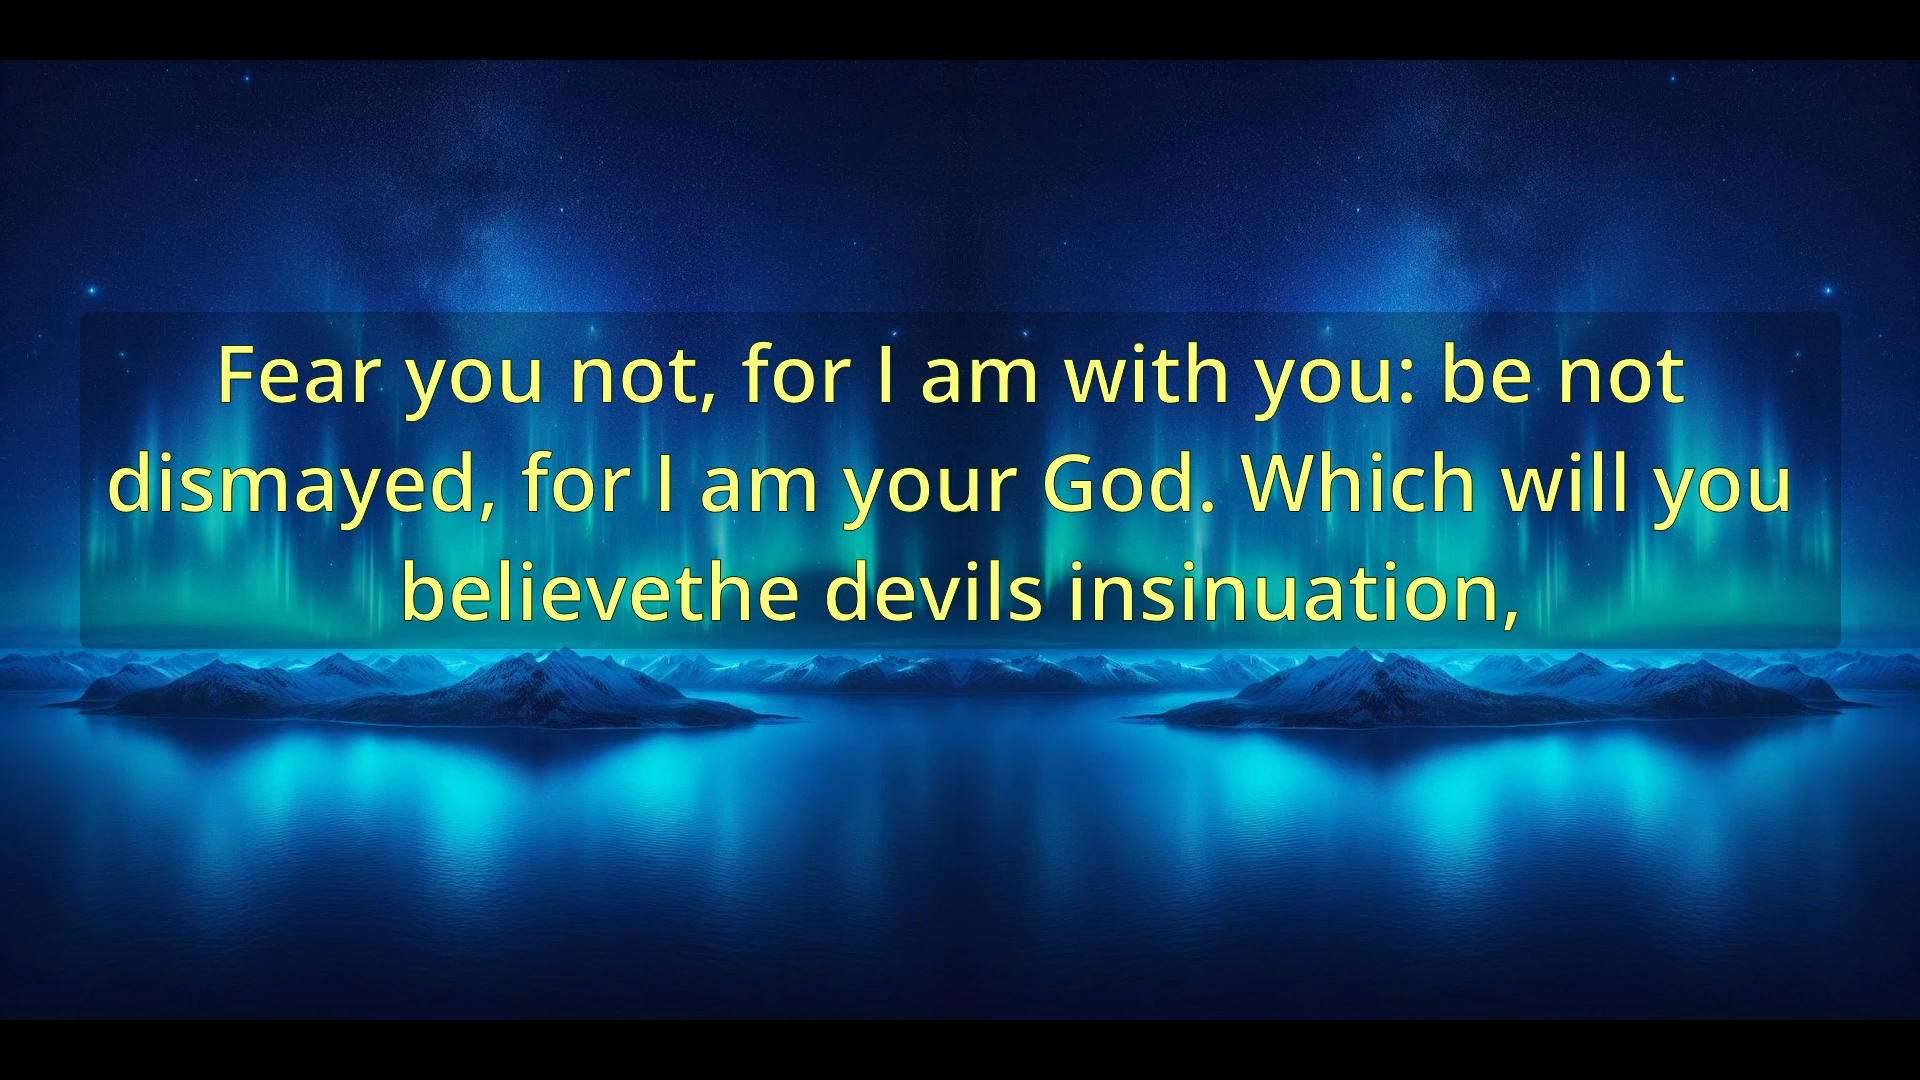 Fear you not, for I am with you: be not
dismayed, for I am your God. Which will you
believethe devils insinuation,